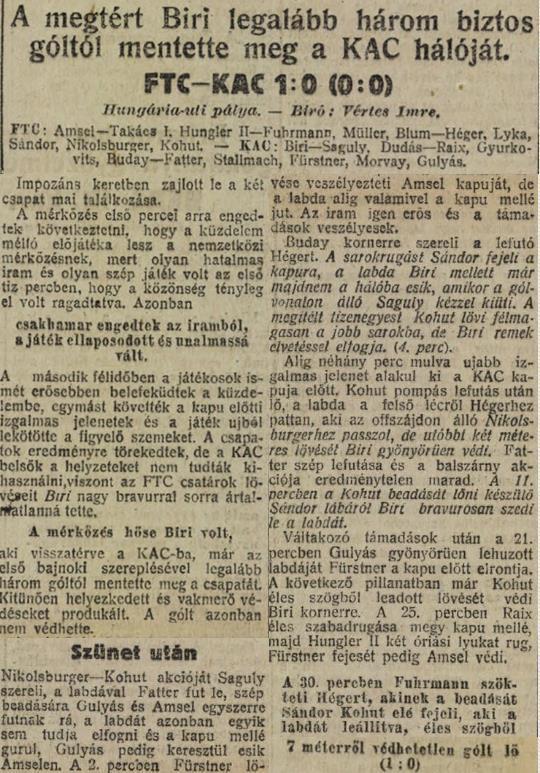 A megtért Biri legalább három biztos
góltól mentette meg a KAC hálóját.
FTC—KAC 1:0 (0:0)
Hungária-uti pálya. — Biró: Vértes Imre.
FTC: Amsel—Takács I. Hungler II—Fuhrmann, Müller, Blum—Héger, Lyka,
Sándor, Nikolsburger, Kohut. — KAC: Biri—Saguly, Dudás—Raix, Gyurko-
vits, Buday—Fatter, Stallmach, Fürstner, Morvay, Gulyás.
Impozáns keretben zajlott le a két
csapat mai találkozása.
A mérkőzés első percei arra enged-
tek következtetni, hogy a küzdelem
méltó előjátéka lesz a nemzetközi
mérkőzésnek, mert olyan hatalmas
iram és olyan szép játék volt az első
tiz percben, hogy a közönség tényleg
el volt ragadtatva. Azonban
csakhamar engedtek az iramból,
a játék ellaposodott és unalmassá
vált.
A második félidőben a játékosok is-
mét erősebben belefeküdtek a küzde-
lembe, egymást követték a kapu előtti
izgalmas jelenetek és a játék ujból
lekötötte a figyelő szemeket. A csapa-
tok eredményre törekedtek, de a KAC
belsők a helyzeteket nem tudták ki-
használni, viszont az FTC csatárok lö-
véseit Biri nagy bravurral sorra ártal-
matlanná tette.
A mérkőzés hőse Biri volt,
aki visszatérve a KAC-ba, már az
első bajnoki szereplésével legalább
három góltól mentette meg a csapatát.
Kitünően helyezkedett és vakmerő vé-
déseket produkált. A gólt azonban
nem védhette.
Szünet után
Nikolsburger—Kohut akcióját Saguly
szereli, a labdával Fatter fut le, szép
beadására Gulyás és Amsel egyszerre
futnak rá, a labdát azonban egyik
sem tudja elfogni és a kapu mellé
gurul, Gulyás pedig keresztül esik
Amselen. A 2. percben Fürstner lö-
vése veszélyezteti Amsel kapuját, de
a labda alig valamivel a kapu mellé
jut. Az iram igen erős és a táma-
dások veszélyesek.
Buday kornerre szereli a lefutó
Hégert. A sarokrugást Sándor fejeli a
kapura, a labda Biri mellett már
majdnem a hálóba esik, amikor a gól-
vonalon álló Saguly kézzel kiüti. A
megitélt tizenegyest Kohut lövi félma-
gasan a jobb sarokba, de Biri remek
elvetéssel elfogja. (4. perc).
Alig néhány perc mulva ujabb iz-
galmas jelenet alakul ki a KAC ka-
puja előtt. Kohut pompás lefutás után
lő, a labda a felső lécről Hégerhez
pattan, aki az offszájdon álló Nikols-
burgerhez passzol, de utóbbi két méte-
res lövését Biri gyönyörüen védi. Fat-
ter szép lefutása és a balszárny ak-
ciója eredménytelen marad. A 11.
percben a Kohut beadását lőni készülő
Sándor lábáról Biri bravurosan szedi
le a labdát.
Váltakozó támadások után a 21.
percben Gulyás gyönyörüen lehuzott
labdáját Fürstner a kapu előtt elrontja.
A következő pillanatban már Kohut
éles szögből leadott lövését védi
Biri kornerre. A 25. percben Raix
éles szabadrugása megy kapu mellé,
majd Hungler II két óriási lyukat rug,
Fürstner fejesét pedig Amsel védi.
A 30. percben Fuhrmann szök-
teti Hégert, akinek a beadását
Sándor Kohut elé fejeli, aki a
labdát leállitva, éles szögből
7 méterről védhetetlen gólt lő
(1:0)